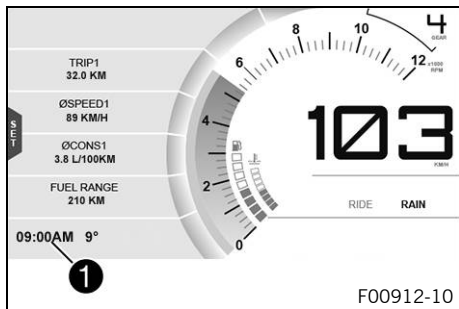 TRIP1
32.0 KM
ØSPEED1
89 KM/H
ØCONS1
3.8 L/100KM
FUEL RANGE
210 KM
SET
09:00AM 9°
1
0
2
4
6
8
10
12
x1000
RPM
4
GEAR
103
KM/H
RIDE RAIN
F00912-10